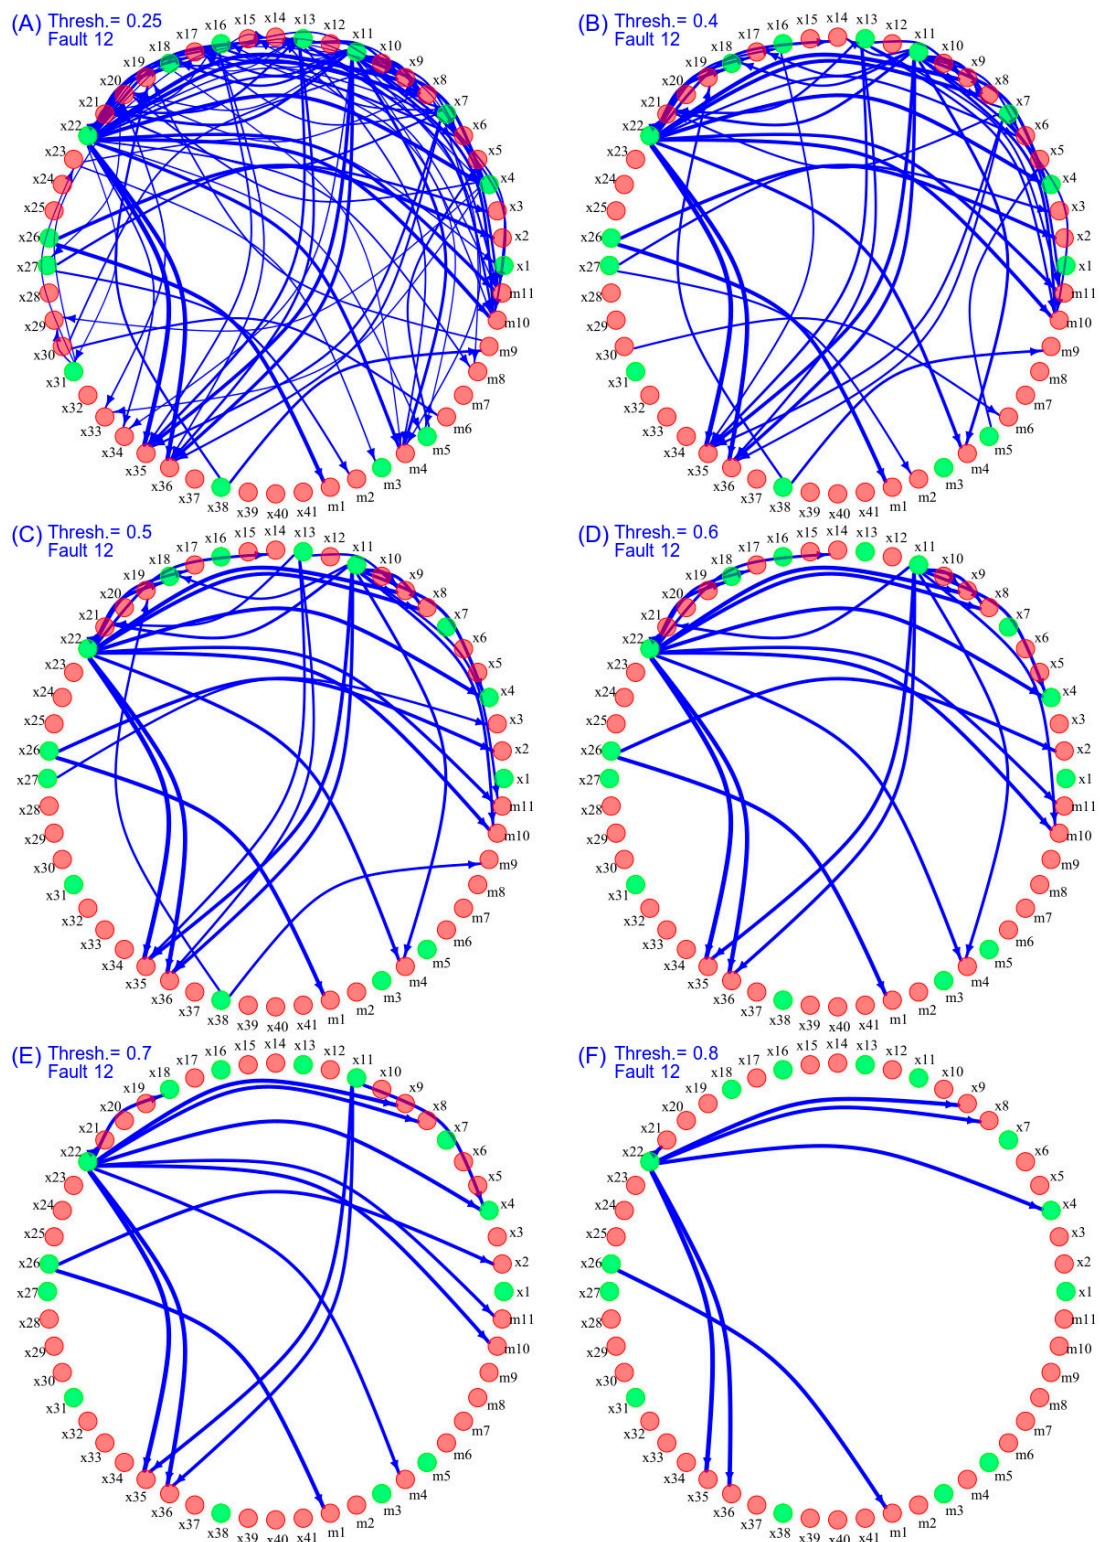 (A) Thresh.= 0.25
Fault 12
x14 x13 x12 x11 x10 x9 x8 x7 x6 x5 x4 x3 x2 x1 m11 m10 m9 m8 m7 m6 m5 m4 m3 m2 m1 x41 x40 x39 x38 x37 x36 x35 x34 x33 x32 x31 x30 x29 x28 x27 x26 x25 x24 x23 x22 x21 x20 x19 x18 x17 x16 x15
(B) Thresh.= 0.4
Fault 12
x14 x13 x12 x11 x10 x9 x8 x7 x6 x5 x4 x3 x2 x1 m11 m10 m9 m8 m7 m6 m5 m4 m3 m2 m1 x41 x40 x39 x38 x37 x36 x35 x34 x33 x32 x31 x30 x29 x28 x27 x26 x25 x24 x23 x22 x21 x20 x19 x18 x17 x16 x15
(C) Thresh.= 0.5
Fault 12
x14 x13 x12 x11 x10 x9 x8 x7 x6 x5 x4 x3 x2 x1 m11 m10 m9 m8 m7 m6 m5 m4 m3 m2 m1 x41 x40 x39 x38 x37 x36 x35 x34 x33 x32 x31 x30 x29 x28 x27 x26 x25 x24 x23 x22 x21 x20 x19 x18 x17 x16 x15
(D) Thresh.= 0.6
Fault 12
x14 x13 x12 x11 x10 x9 x8 x7 x6 x5 x4 x3 x2 x1 m11 m10 m9 m8 m7 m6 m5 m4 m3 m2 m1 x41 x40 x39 x38 x37 x36 x35 x34 x33 x32 x31 x30 x29 x28 x27 x26 x25 x24 x23 x22 x21 x20 x19 x18 x17 x16 x15
(E) Thresh.= 0.7
Fault 12
x14 x13 x12 x11 x10 x9 x8 x7 x6 x5 x4 x3 x2 x1 m11 m10 m9 m8 m7 m6 m5 m4 m3 m2 m1 x41 x40 x39 x38 x37 x36 x35 x34 x33 x32 x31 x30 x29 x28 x27 x26 x25 x24 x23 x22 x21 x20 x19 x18 x17 x16 x15
(F) Thresh.= 0.8
Fault 12
x14 x13 x12 x11 x10 x9 x8 x7 x6 x5 x4 x3 x2 x1 m11 m10 m9 m8 m7 m6 m5 m4 m3 m2 m1 x41 x40 x39 x38 x37 x36 x35 x34 x33 x32 x31 x30 x29 x28 x27 x26 x25 x24 x23 x22 x21 x20 x19 x18 x17 x16 x15